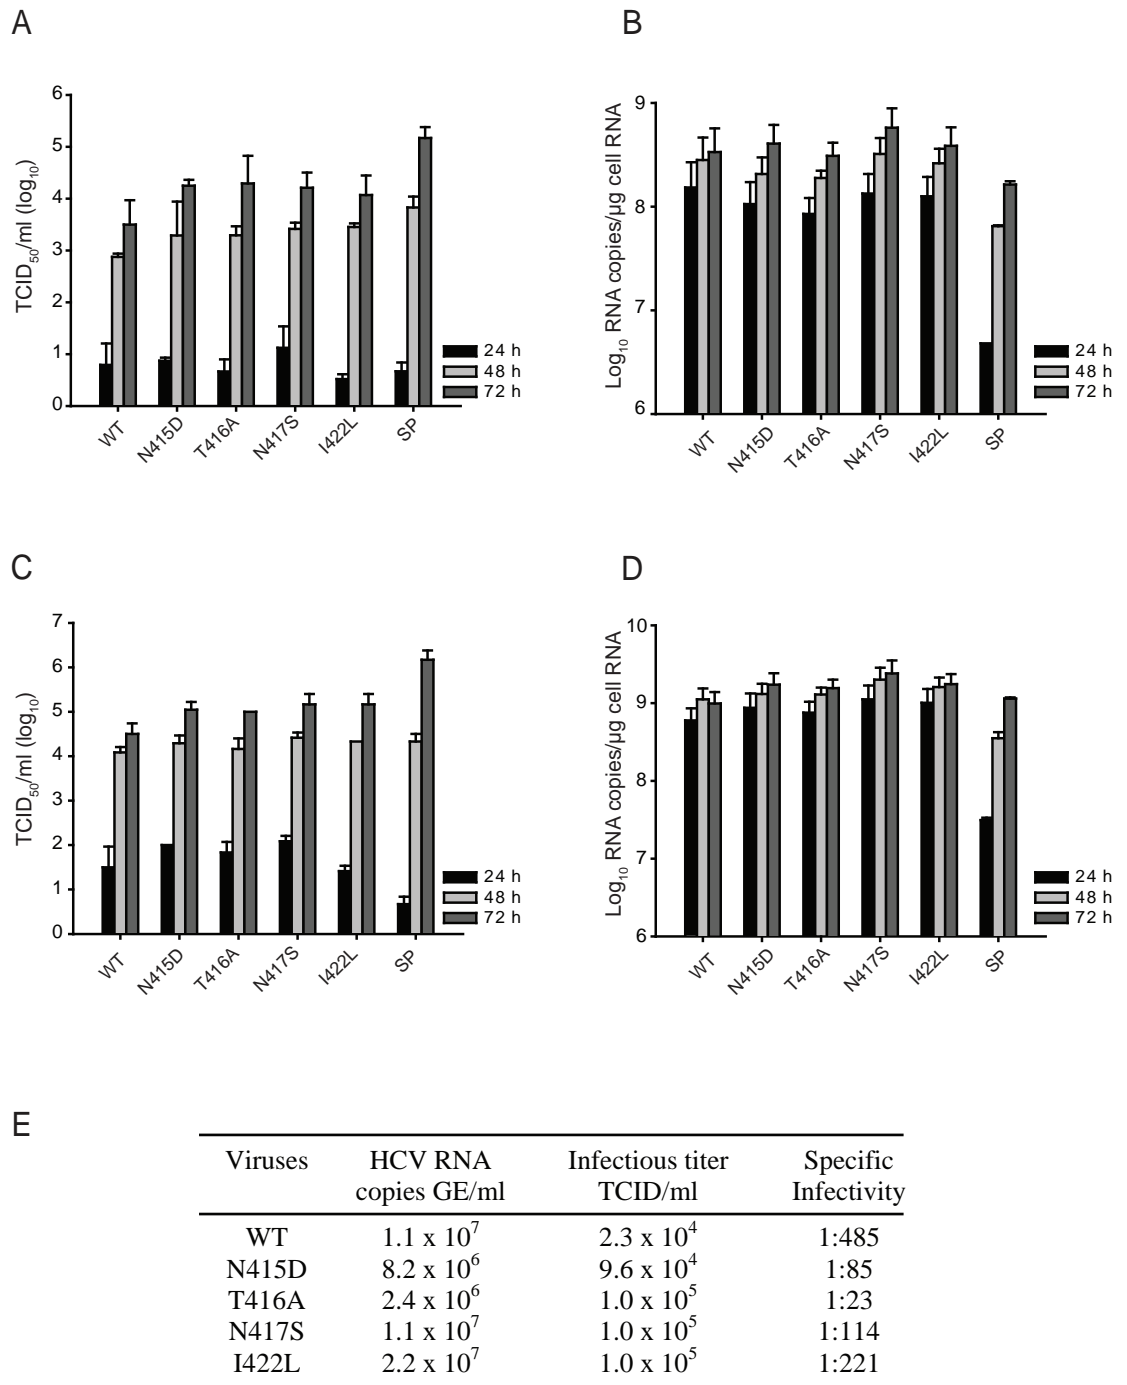 A
TCID50/ml (log10)
6
5
4
3
2
1
0
WT
N415D
T416A
N417S
I422L
SP
24 h
48 h
72 h
B
Log10 RNA copies/µg cell RNA
9
8
7
6
WT
N415D
T416A
N417S
I422L
SP
24 h
48 h
72 h
C
TCID50/ml (log10)
7
6
5
4
3
2
1
0
WT
N415D
T416A
N417S
I422L
SP
24 h
48 h
72 h
D
Log10 RNA copies/µg cell RNA
10
9
8
7
6
WT
N415D
T416A
N417S
I422L
SP
24 h
48 h
72 h
E
Viruses HCV RNA Infectious titer Specific
copies GE/ml TCID/ml Infectivity
WT 1.1 x 10^7 2.3 x 10^4 1:485
N415D 8.2 x 10^6 9.6 x 10^4 1:85
T416A 2.4 x 10^6 1.0 x 10^5 1:23
N417S 1.1 x 10^7 1.0 x 10^5 1:114
I422L 2.2 x 10^7 1.0 x 10^5 1:221